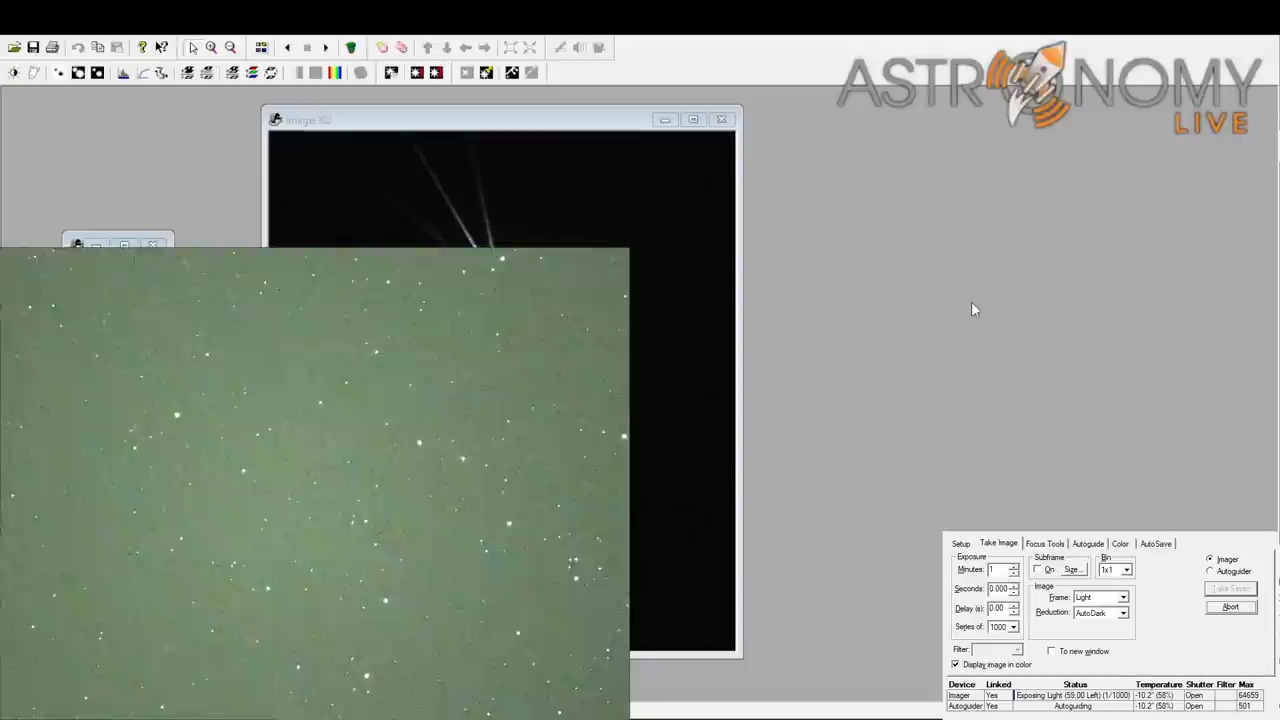 ASTRONOMY
LIVE
Setup Take Image Focus Tools Autoguide Color AutoSave
Exposure Subframe Bin
Minutes: 1 On Size... 1x1 Imager
Autoguider
Seconds: 0.000 Image
Frame: Light
Delay (s): 0.00 Reduction: AutoDark Abort
Series of: 1000
Filter: To new window
Display image in color
Device Linked Status Temperature Shutter Filter Max
Imager Yes Exposing Light (59.00 Left) (1/1000) -10.2° (58%) Open 64659
Autoguider Yes Autoguiding -10.2° (58%) Open 501